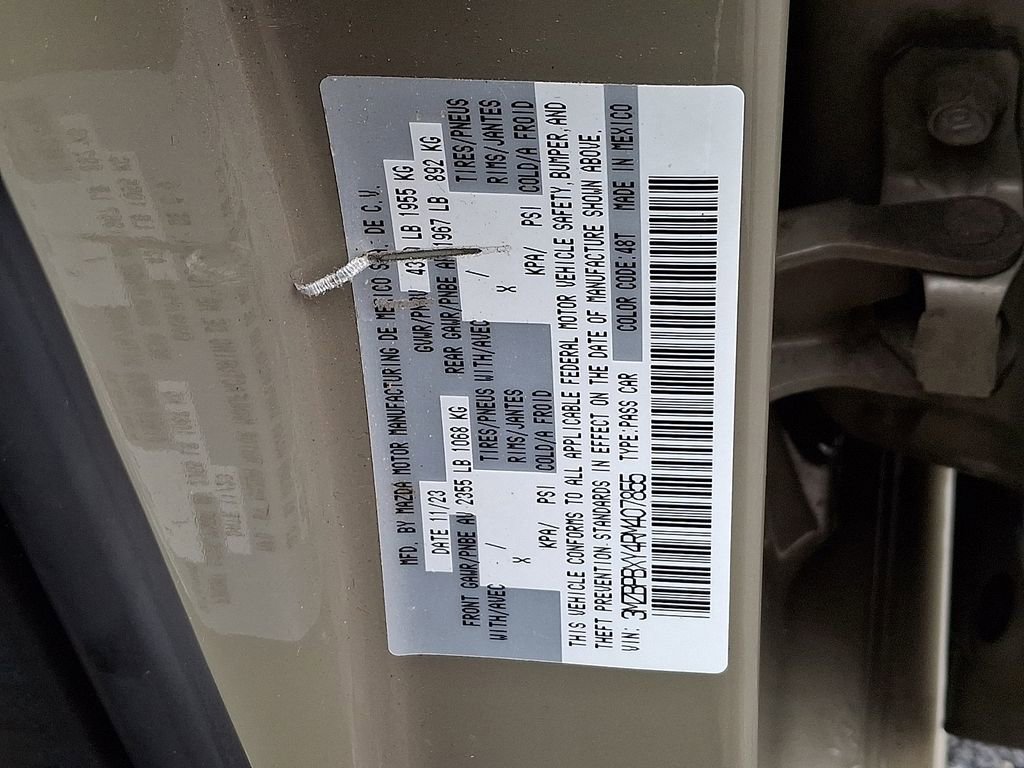 MFD. BY MAZDA MOTOR MANUFACTURING DE MEXICO DE C.V.
DATE 11/23 GVWR/PNBV LB 1955 KG
FRONT GAWR/PNBE AV 2355 LB 1068 KG REAR GAWR/PNBE 1967 LB 892 KG
WITH/AVEC / TIRES/PNEUS WITH/AVEC / TIRES/PNEUS
X RIMS/JANTES X RIMS/JANTES
KPA/ PSI COLD/A FROID KPA/ PSI COLD/A FROID
THIS VEHICLE CONFORMS TO ALL APPLICABLE FEDERAL MOTOR VEHICLE SAFETY, BUMPER, AND
THEFT PREVENTION STANDARDS IN EFFECT ON THE DATE OF MANUFACTURE SHOWN ABOVE.
VIN: 3MZBPBXY4RM407855 TYPE: PASS CAR COLOR CODE: 48T MADE IN MEXICO